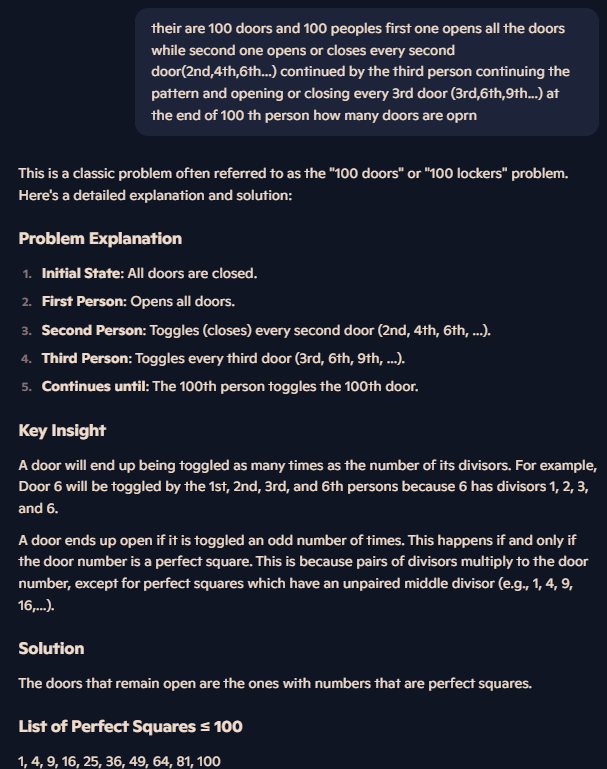 their are 100 doors and 100 peoples first one opens all the doors
while second one opens or closes every second
door(2nd,4th,6th...) continued by the third person continuing the
pattern and opening or closing every 3rd door (3rd,6th,9th...) at
the end of 100 th person how many doors are oprn
This is a classic problem often referred to as the "100 doors" or "100 lockers" problem.
Here's a detailed explanation and solution:
Problem Explanation
1. Initial State: All doors are closed.
2. First Person: Opens all doors.
3. Second Person: Toggles (closes) every second door (2nd, 4th, 6th, ...).
4. Third Person: Toggles every third door (3rd, 6th, 9th, ...).
5. Continues until: The 100th person toggles the 100th door.
Key Insight
A door will end up being toggled as many times as the number of its divisors. For example,
Door 6 will be toggled by the 1st, 2nd, 3rd, and 6th persons because 6 has divisors 1, 2, 3,
and 6.
A door ends up open if it is toggled an odd number of times. This happens if and only if
the door number is a perfect square. This is because pairs of divisors multiply to the door
number, except for perfect squares which have an unpaired middle divisor (e.g., 1, 4, 9,
16,...).
Solution
The doors that remain open are the ones with numbers that are perfect squares.
List of Perfect Squares ≤ 100
1, 4, 9, 16, 25, 36, 49, 64, 81, 100